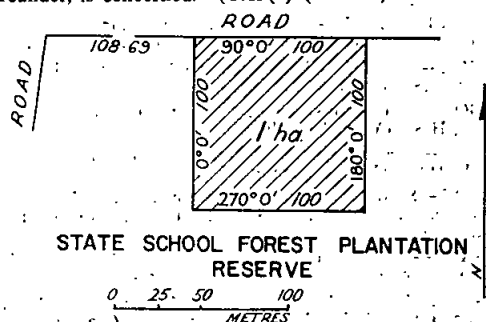 ROAD
ROAD
108·69
90° 0' 100
100
0° 0'
1 ha.
100
180° 0'
270° 0' 100
STATE SCHOOL FOREST PLANTATION
RESERVE
N
0 25 50 100
METRES